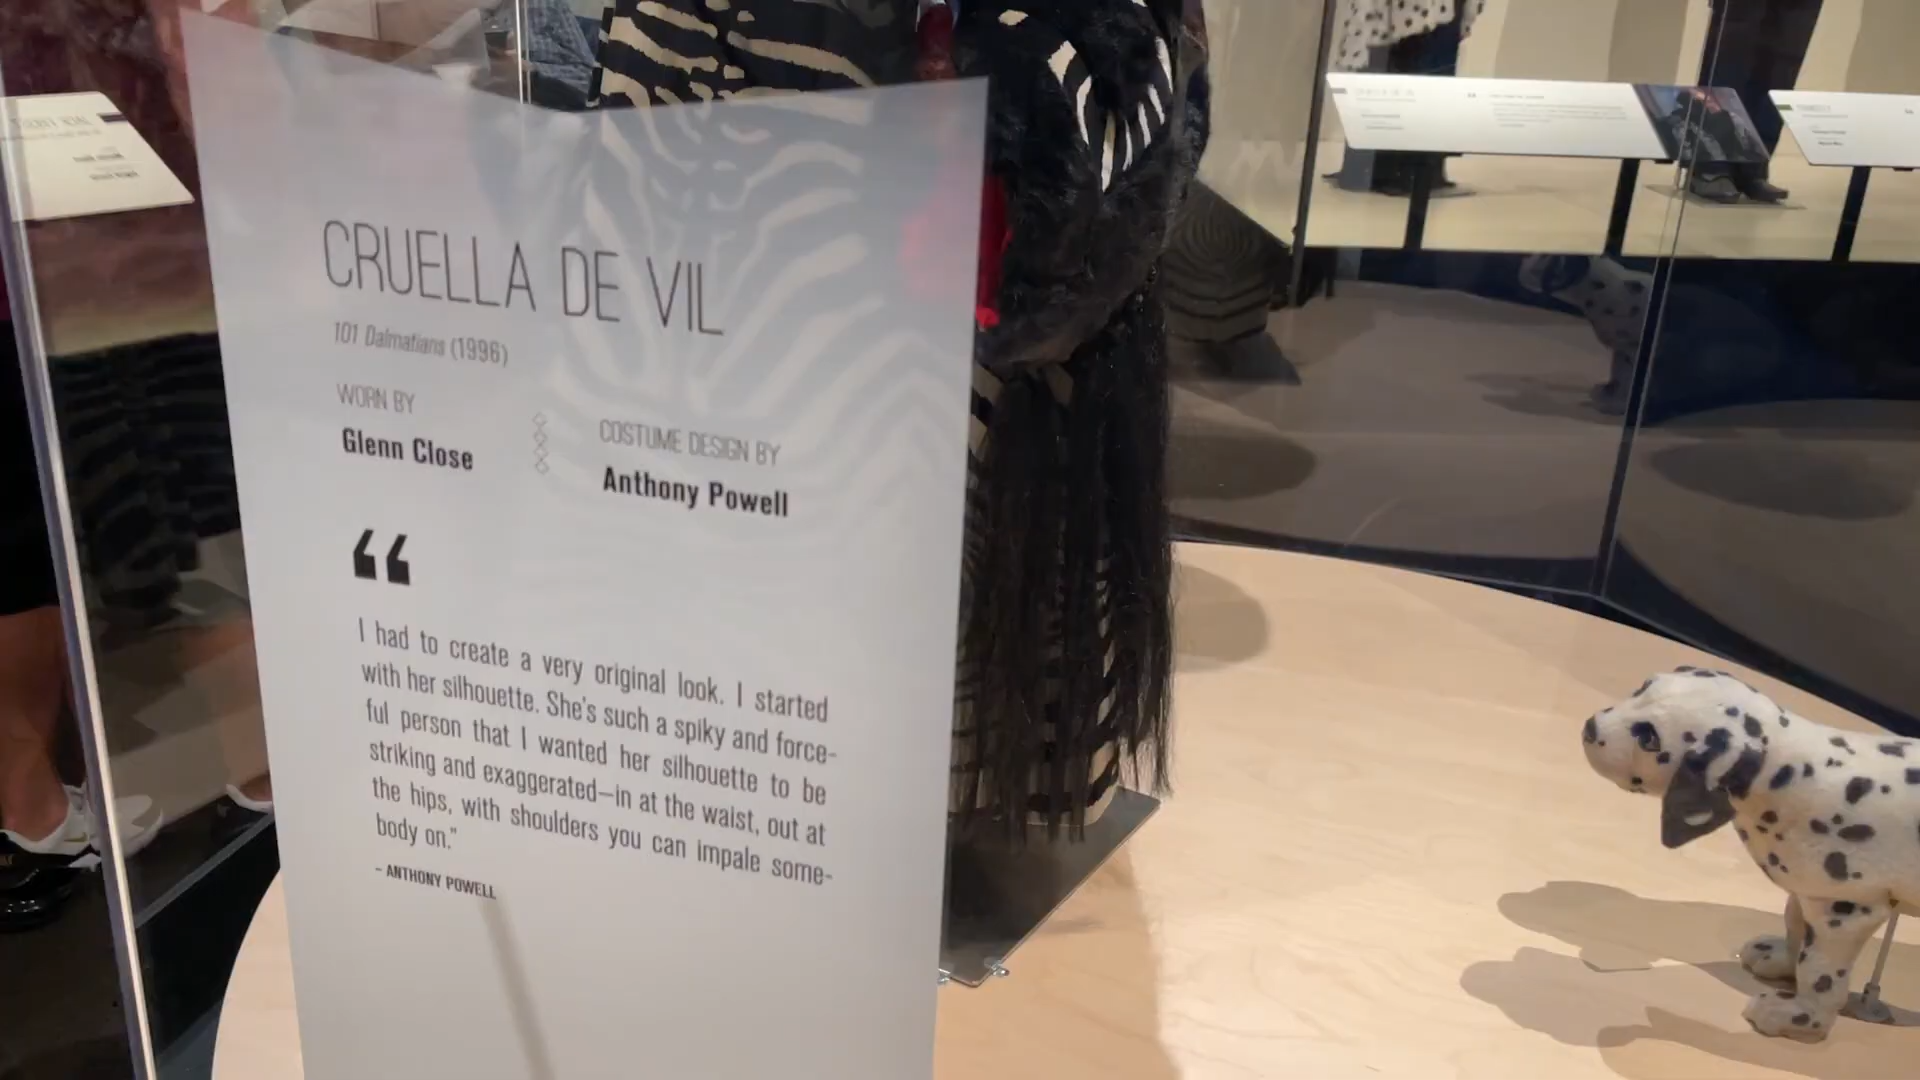 CRUELLA DE VIL
101 Dalmatians (1996)
WORN BY
Glenn Close
COSTUME DESIGN BY
Anthony Powell
“
I had to create a very original look. I started
with her silhouette. She's such a spiky and force-
ful person that I wanted her silhouette to be
striking and exaggerated—in at the waist, out at
the hips, with shoulders you can impale some-
body on.”
– ANTHONY POWELL